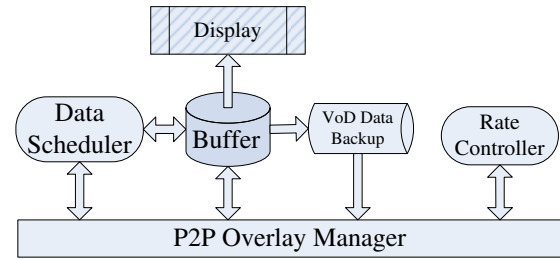 Display
Data
Scheduler
Buffer
VoD Data
Backup
Rate
Controller
P2P Overlay Manager